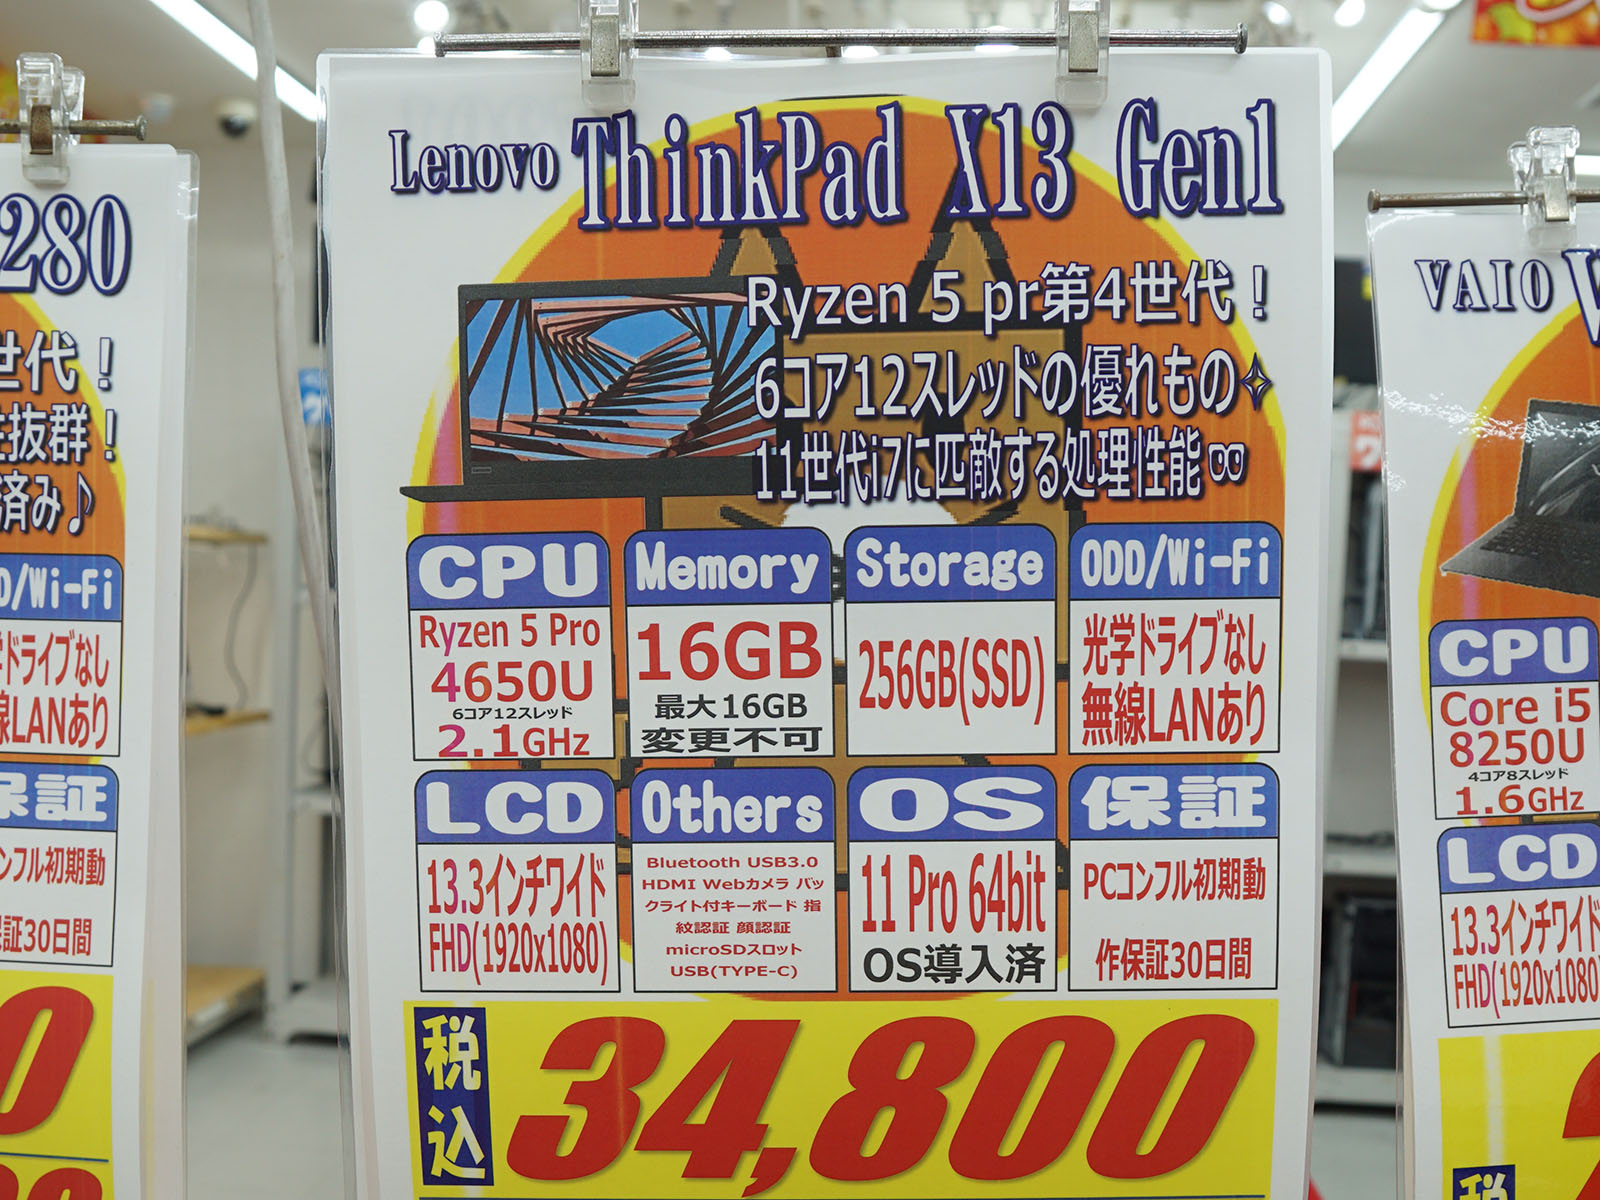 280
世代！
抜群！
済み♪
D/Wi-Fi
学ドライブなし
線LANあり
保証
コンフル初期動
保証30日間
0
Lenovo ThinkPad X13 Gen1
Ryzen 5 pr第4世代！
6コア12スレッドの優れもの✧
11世代i7に匹敵する処理性能∞
CPU
Ryzen 5 Pro
4650U
6コア12スレッド
2.1GHz
Memory
16GB
最大16GB
変更不可
Storage
256GB(SSD)
ODD/Wi-Fi
光学ドライブなし
無線LANあり
LCD
13.3インチワイド
FHD(1920x1080)
Others
Bluetooth USB3.0
HDMI Webカメラ バッ
クライト付キーボード 指
紋認証 顔認証
microSDスロット
USB(TYPE-C)
OS
11 Pro 64bit
OS導入済
保証
PCコンフル初期動
作保証30日間
税込
34,800
VAIO
CPU
Core i5
8250U
4コア8スレッド
1.6GHz
LCD
13.3インチワイ
FHD(1920x1080
税